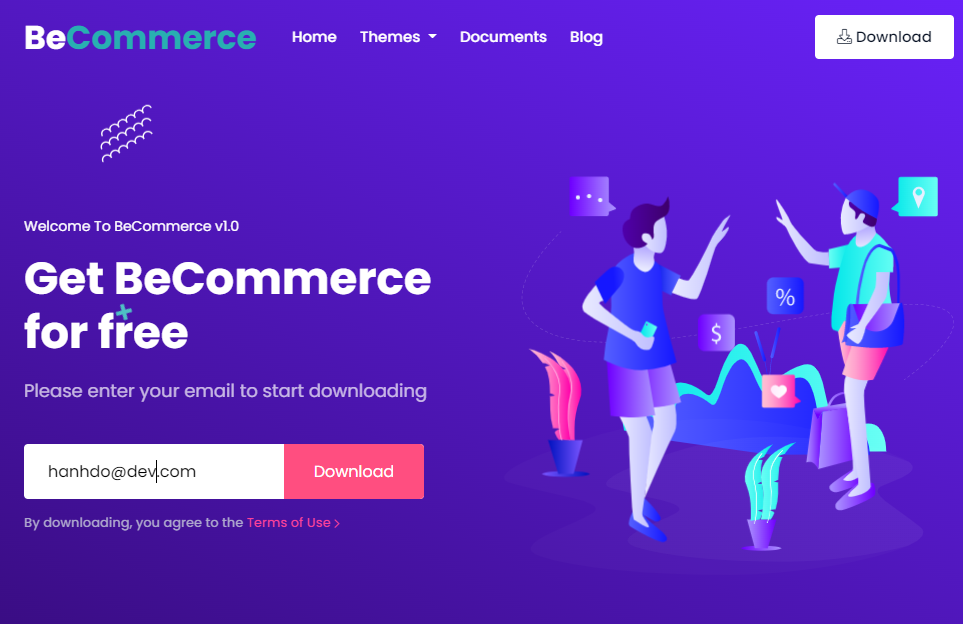 BeCommerce
Home Themes Documents Blog
Download
Welcome To BeCommerce v1.0
Get BeCommerce
for free
Please enter your email to start downloading
hanhdo@dev.com
Download
By downloading, you agree to the Terms of Use >
%
$